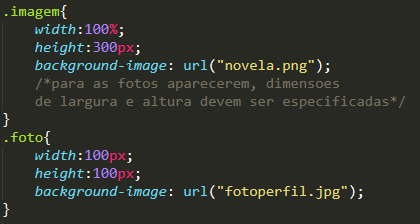 .imagem{
width:100%;
height:300px;
background-image: url("novela.png");
/*para as fotos aparecerem, dimensoes
de largura e altura devem ser especificadas*/
}
.foto{
width:100px;
height:100px;
background-image: url("fotoperfil.jpg");
}